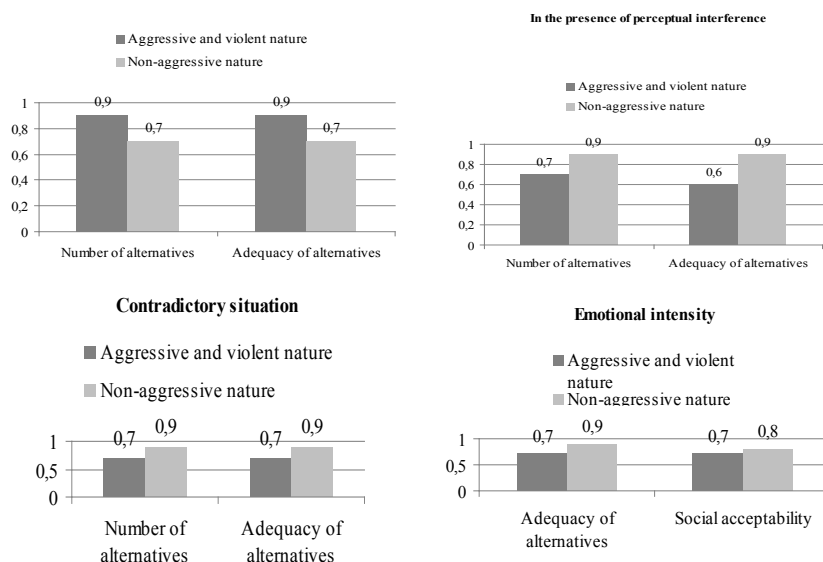 Aggressive and violent nature
Non-aggressive nature
0,9 0,7 0,9 0,7
1
0,8
0,6
0,4
0,2
0
Number of alternatives Adequacy of alternatives
In the presence of perceptual interference
Aggressive and violent nature
Non-aggressive nature
0,7 0,9 0,6 0,9
1
0,8
0,6
0,4
0,2
0
Number of alternatives Adequacy of alternatives
Contradictory situation
Aggressive and violent nature
Non-aggressive nature
0,7 0,9 0,7 0,9
1
0,5
0
Number of Adequacy of
alternatives alternatives
Emotional intensity
Aggressive and violent
nature
Non-aggressive nature
0,7 0,9 0,7 0,8
1
0,5
0
Adequacy of Social acceptability
alternatives